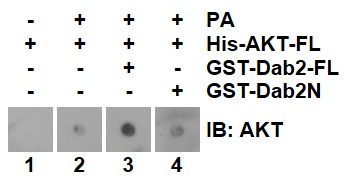 - + + + PA
+ + + + His-AKT-FL
- - + - GST-Dab2-FL
- - - + GST-Dab2N
IB: AKT
1 2 3 4